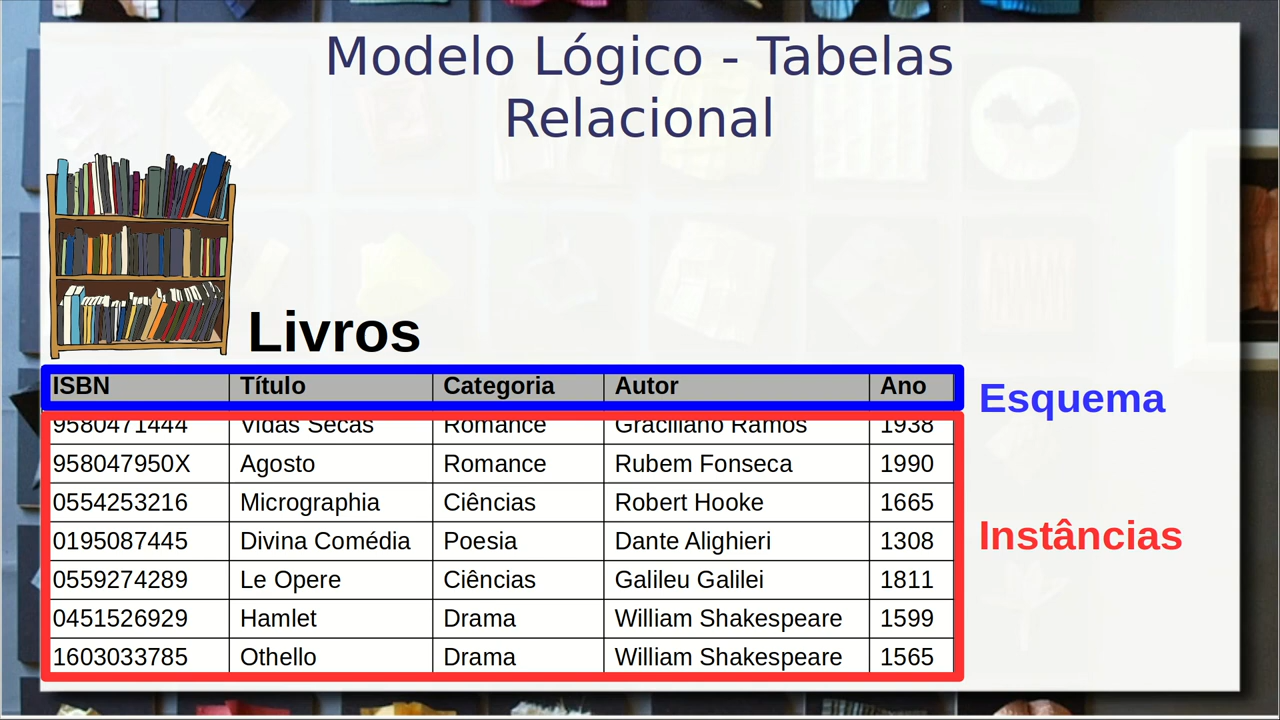 Modelo Lógico - Tabelas
Relacional
Livros
ISBN Título Categoria Autor Ano
Esquema
9580471444 Vidas Secas Romance Graciliano Ramos 1938
958047950X Agosto Romance Rubem Fonseca 1990
0554253216 Micrographia Ciências Robert Hooke 1665
Instâncias
0195087445 Divina Comédia Poesia Dante Alighieri 1308
0559274289 Le Opere Ciências Galileu Galilei 1811
0451526929 Hamlet Drama William Shakespeare 1599
1603033785 Othello Drama William Shakespeare 1565